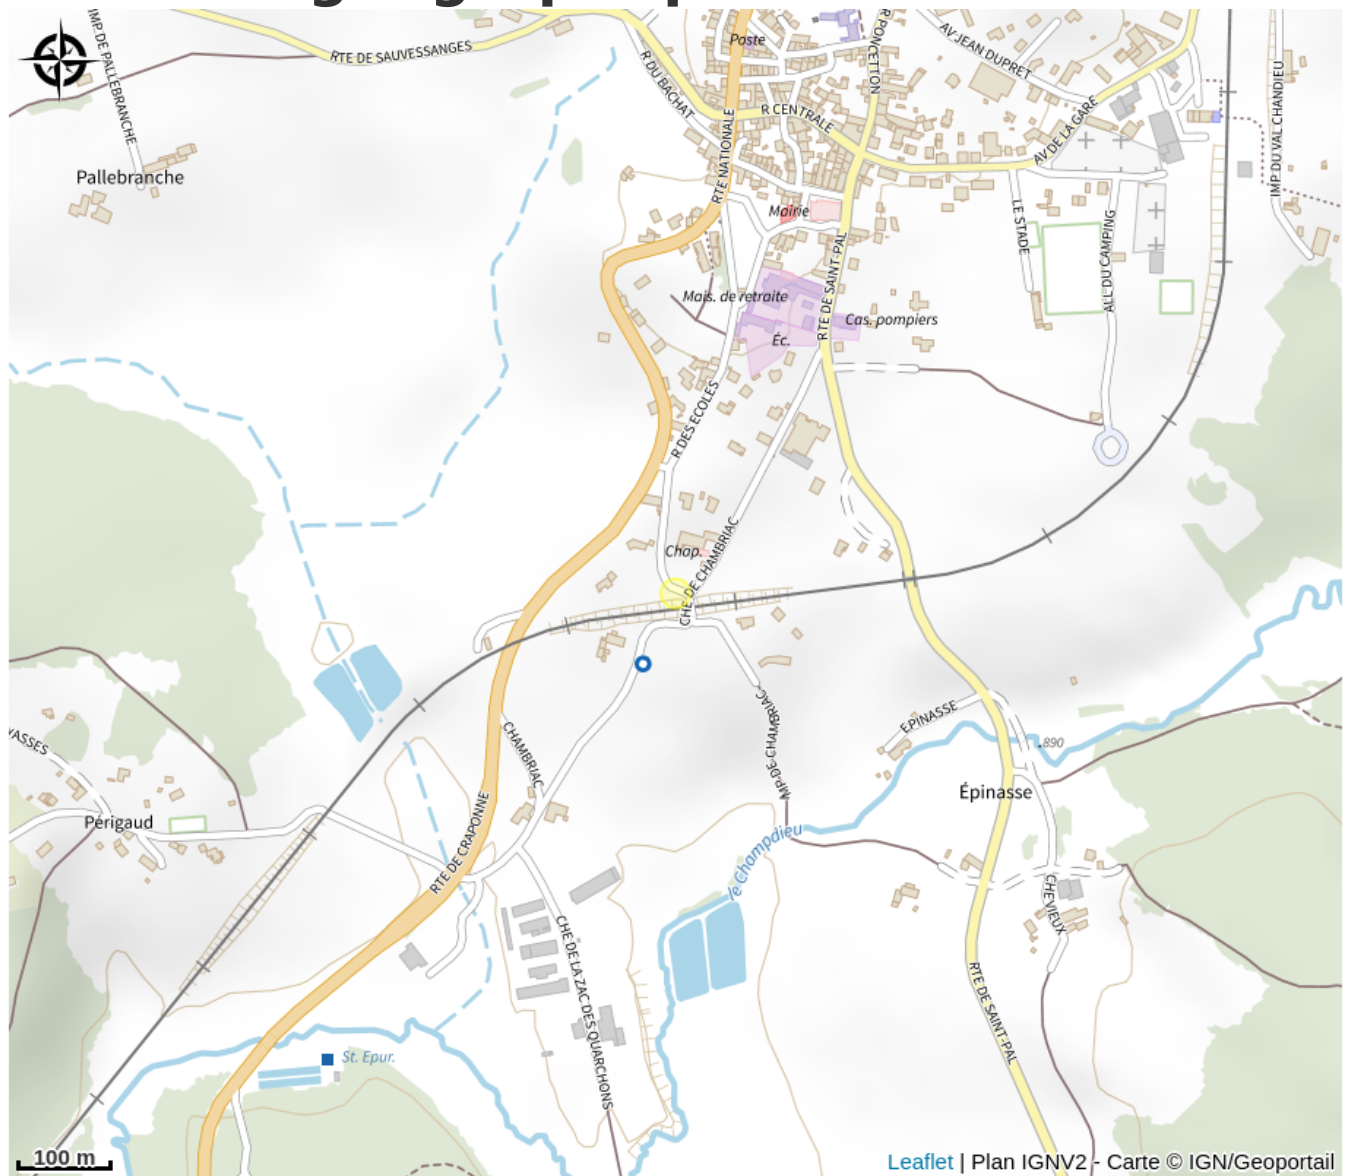 IMP. DE PALLEBRANCHE
RTE DE SAUVESSANGES
Poste
R PONCETTON
AV JEAN DUPRET
R DU BACHAT
R CENTRALE
AV DE LA GARE
IMP. DU VAL CHANDIEU
RTE NATIONALE
Pallebranche
Mairie
LE STADE
ALL DU CAMPING
RTE DE SAINT-PAL
Mais. de retraite
Cas. pompiers
Éc.
R DES ECOLES
Chap.
CHE DE CHAMBRIAC
IMP. DE CHAMBRIAC
EPINASSE
.890
CHAMBRIAC
Épinasse
Périgaud
RTE DE CRAPONNE
le Champdieu
CHEVIEUX
CHE DE LA ZAC DES QUARCHONS
RTE DE SAINT-PAL
St. Epur.
100 m
Leaflet | Plan IGNV2 - Carte © IGN/Geoportail